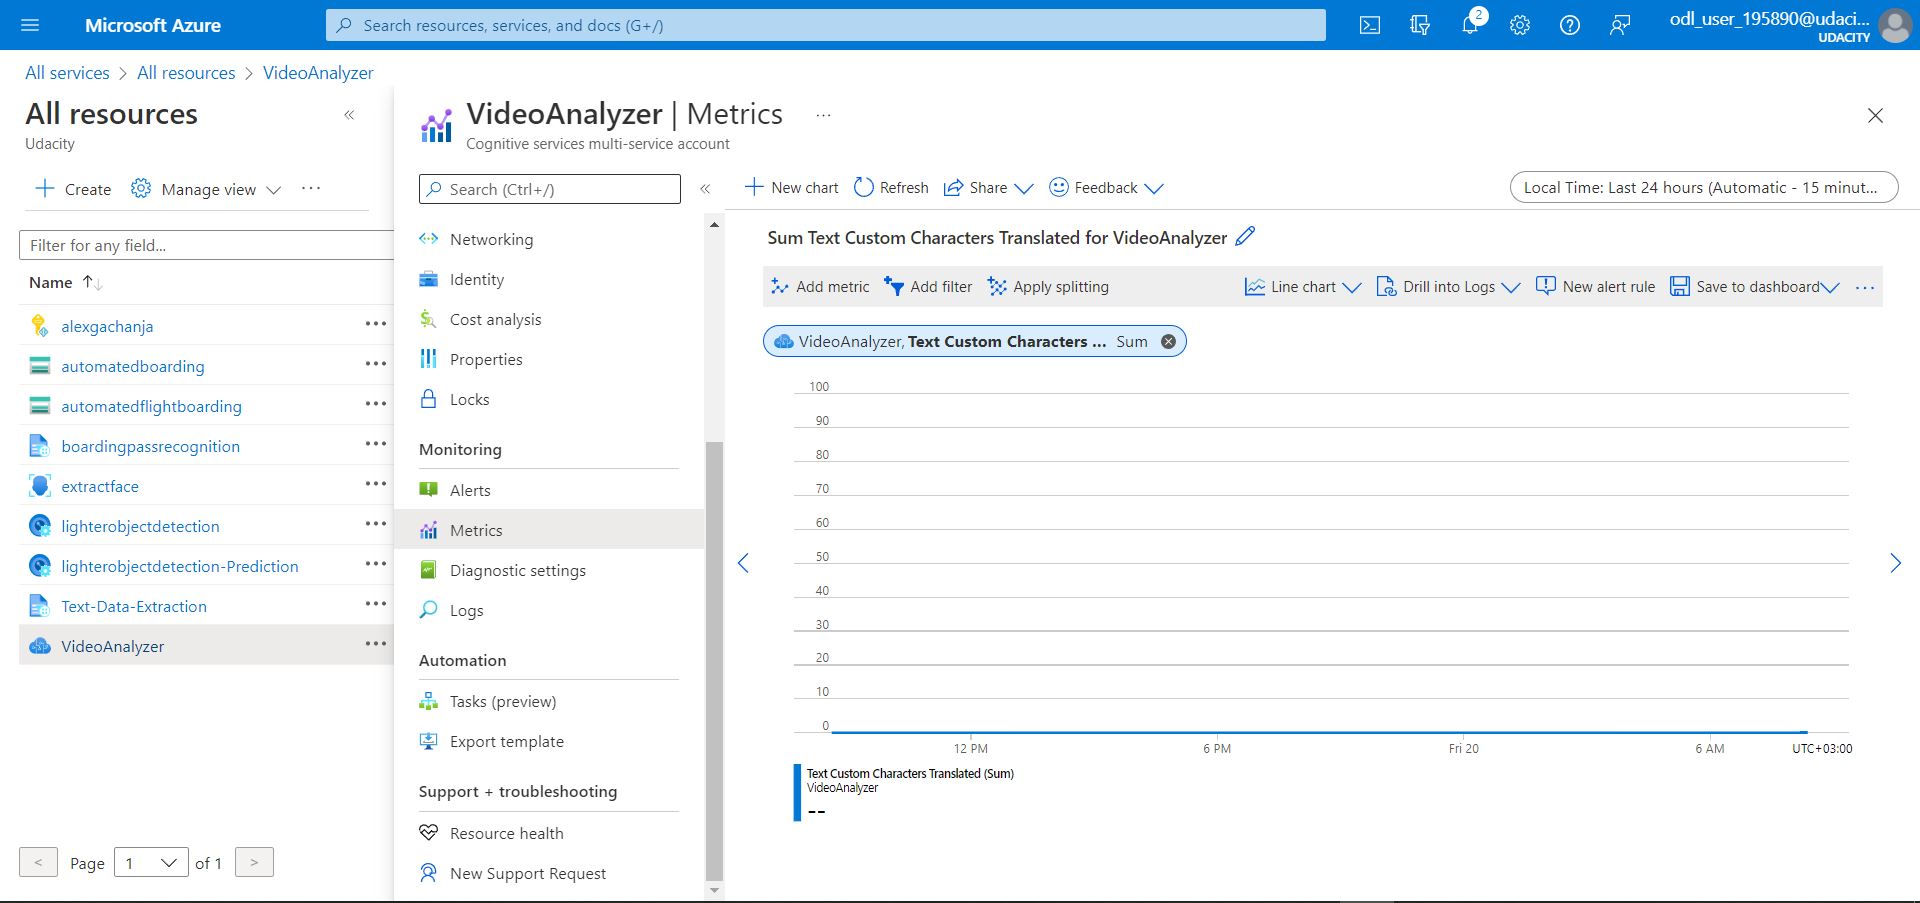 Microsoft Azure
Search resources, services, and docs (G+/)
2
odl_user_195890@udaci...
UDACITY
All services > All resources > VideoAnalyzer
All resources
Udacity
Create
Manage view
Filter for any field...
Name
alexgachanja
automatedboarding
automatedflightboarding
boardingpassrecognition
extractface
lighterobjectdetection
lighterobjectdetection-Prediction
Text-Data-Extraction
VideoAnalyzer
< Page 1 of 1 >
VideoAnalyzer | Metrics ...
Cognitive services multi-service account
Search (Ctrl+/)
Networking
Identity
Cost analysis
Properties
Locks
Monitoring
Alerts
Metrics
Diagnostic settings
Logs
Automation
Tasks (preview)
Export template
Support + troubleshooting
Resource health
New Support Request
New chart
Refresh
Share
Feedback
Local Time: Last 24 hours (Automatic - 15 minut...
Sum Text Custom Characters Translated for VideoAnalyzer
Add metric
Add filter
Apply splitting
Line chart
Drill into Logs
New alert rule
Save to dashboard
VideoAnalyzer, Text Custom Characters ... Sum
100
90
80
70
60
50
40
30
20
10
0
12 PM
6 PM
Fri 20
6 AM
UTC+03:00
Text Custom Characters Translated (Sum)
VideoAnalyzer
--